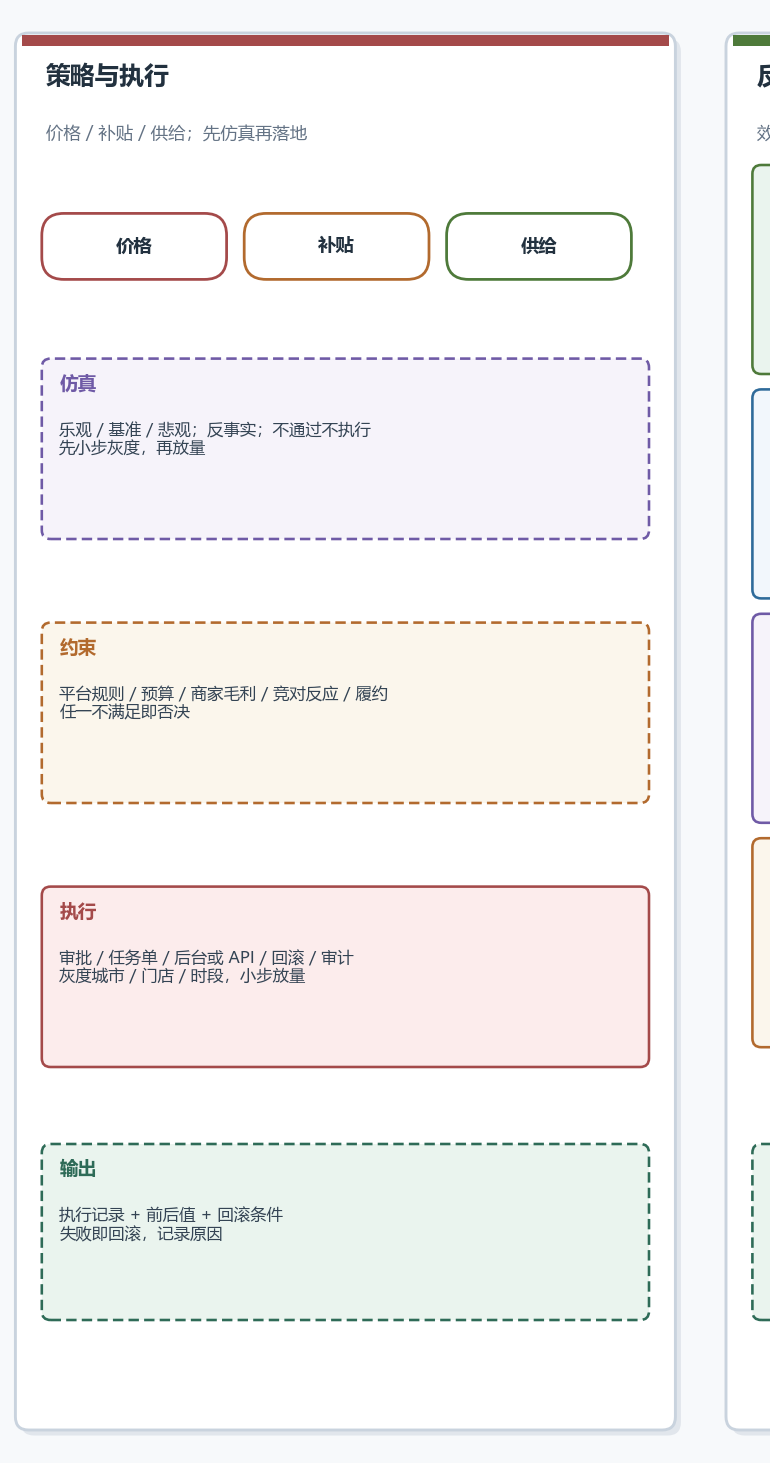 策略与执行
价格 / 补贴 / 供给；先仿真再落地
价格
补贴
供给
仿真
乐观 / 基准 / 悲观；反事实；不通过不执行
先小步灰度，再放量
约束
平台规则 / 预算 / 商家毛利 / 竞对反应 / 履约
任一不满足即否决
执行
审批 / 任务单 / 后台或 API / 回滚 / 审计
灰度城市 / 门店 / 时段，小步放量
输出
执行记录 + 前后值 + 回滚条件
失败即回滚，记录原因